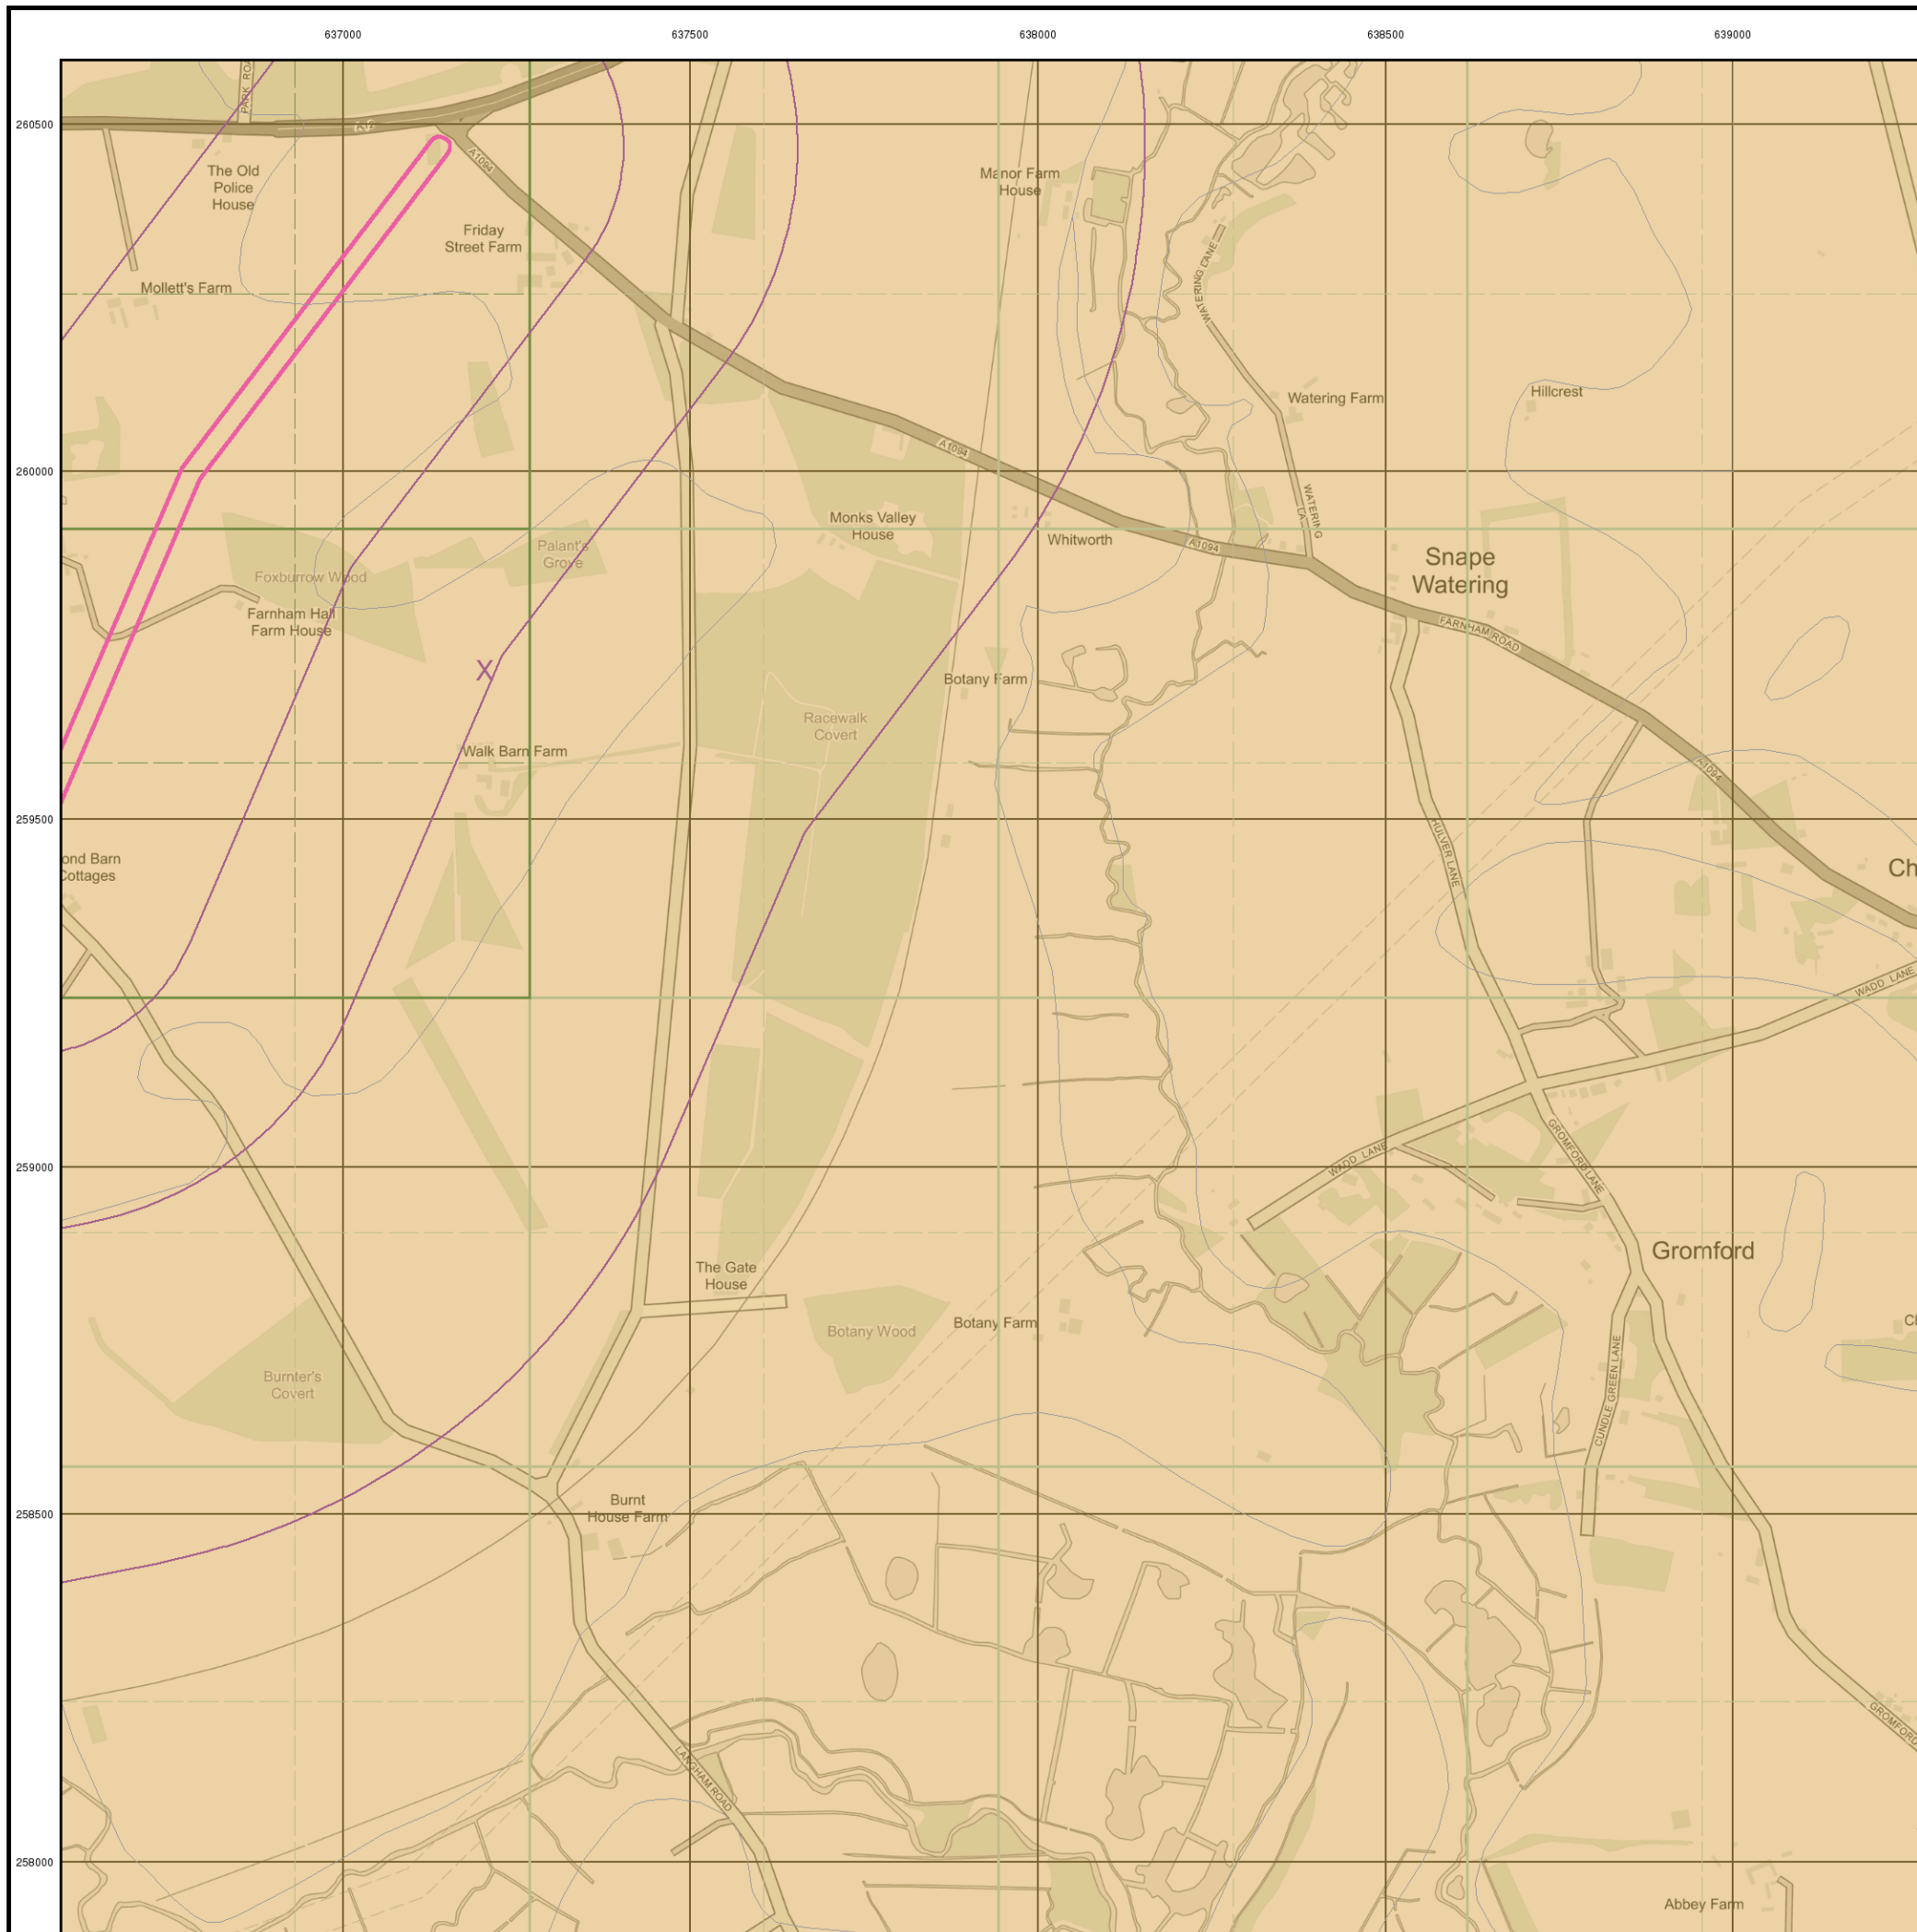 637000
637500
638000
638500
639000
260500
260000
259500
259000
258500
258000
A1094
The Old
Police
House
Friday
Street Farm
Mollett's Farm
Manor Farm
House
WATERING LANE
Watering Farm
Hillcrest
A1094
WATERING
LA
Monks Valley
House
Whitworth
A1094
Palant's
Grove
Foxburrow Wood
Farnham Hall
Farm House
Snape
Watering
FARNHAM ROAD
X
Botany Farm
Racewalk
Covert
Walk Barn Farm
A1094
HULVER LANE
ond Barn
Cottages
Ch
WADD LANE
WADD LANE
GROMFORD LANE
Gromford
The Gate
House
Botany Wood
Botany Farm
CUNDLE GREEN LANE
Burnter's
Covert
Burnt
House Farm
GROMFORD
LANGHAM ROAD
Abbey Farm